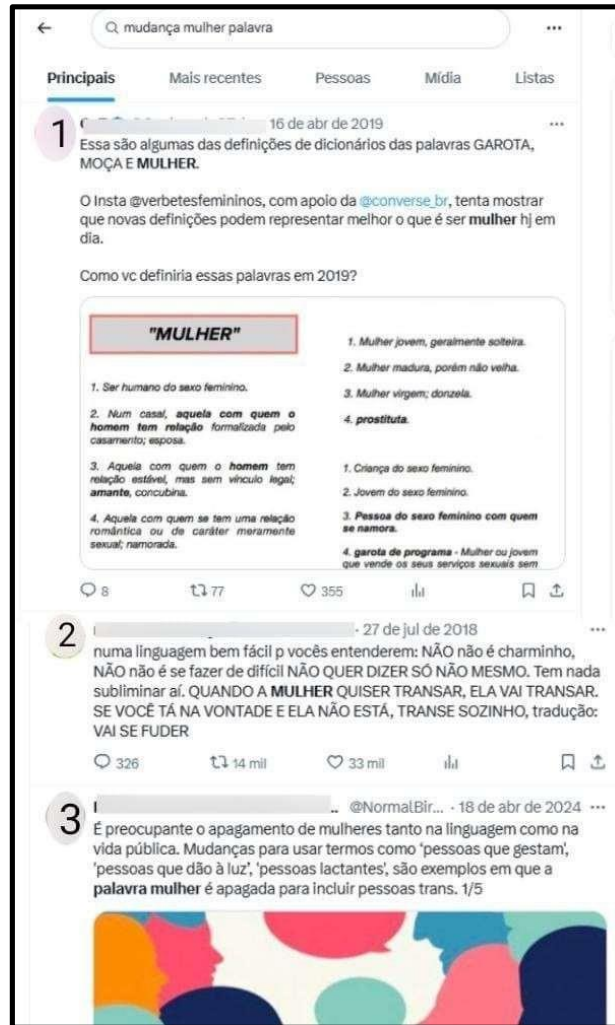 mudança mulher palavra
Principais
Mais recentes
Pessoas
Mídia
Listas
1
16 de abr de 2019
Essa são algumas das definições de dicionários das palavras GAROTA,
MOÇA E MULHER.
O Insta @verbetesfemininos, com apoio da @converse_br, tenta mostrar
que novas definições podem representar melhor o que é ser mulher hj em
dia.
Como vc definiria essas palavras em 2019?
"MULHER"
1. Ser humano do sexo feminino.
2. Num casal, aquela com quem o
homem tem relação formalizada pelo
casamento; esposa.
3. Aquela com quem o homem tem
relação estável, mas sem vínculo legal;
amante, concubina.
4. Aquela com quem se tem uma relação
romântica ou de caráter meramente
sexual; namorada.
1. Mulher jovem, geralmente solteira.
2. Mulher madura, porém não velha.
3. Mulher virgem; donzela.
4. prostituta.
1. Criança do sexo feminino.
2. Jovem do sexo feminino.
3. Pessoa do sexo feminino com quem
se namora.
4. garota de programa - Mulher ou jovem
que vende os seus serviços sexuais sem
8
77
355
2
· 27 de jul de 2018
numa linguagem bem fácil p vocês entenderem: NÃO não é charminho,
NÃO não é se fazer de difícil NÃO QUER DIZER SÓ NÃO MESMO. Tem nada
subliminar aí. QUANDO A MULHER QUISER TRANSAR, ELA VAI TRANSAR.
SE VOCÊ TÁ NA VONTADE E ELA NÃO ESTÁ, TRANSE SOZINHO, tradução:
VAI SE FUDER
326
14 mil
33 mil
3
@NormalBir... · 18 de abr de 2024
É preocupante o apagamento de mulheres tanto na linguagem como na
vida pública. Mudanças para usar termos como 'pessoas que gestam',
'pessoas que dão à luz', 'pessoas lactantes', são exemplos em que a
palavra mulher é apagada para incluir pessoas trans. 1/5